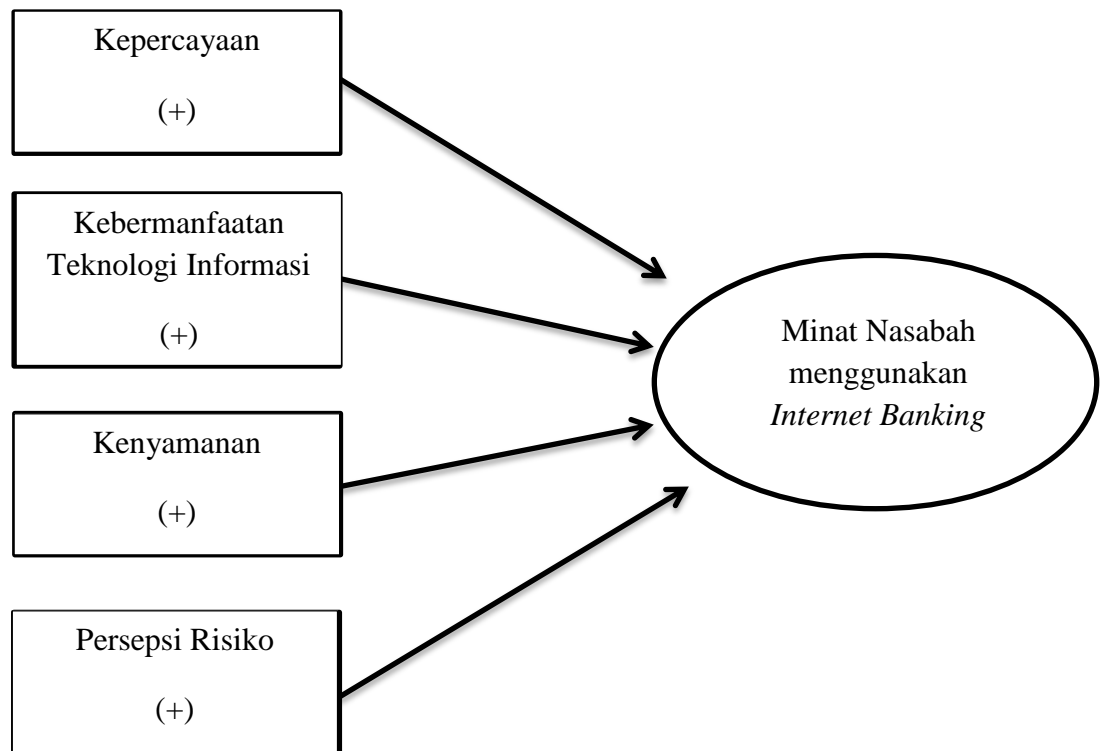 Kepercayaan
(+)
Kebermanfaatan
Teknologi Informasi
(+)
Kenyamanan
(+)
Persepsi Risiko
(+)
Minat Nasabah
menggunakan
Internet Banking